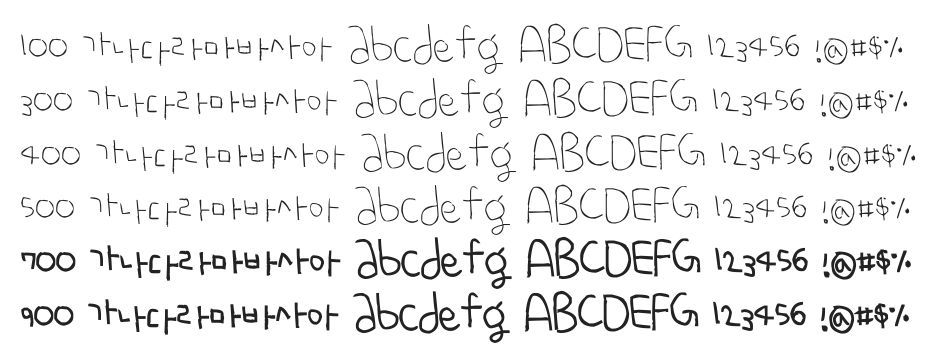 100 가나다라마바사아 abcdefg ABCDEFG 123456 !@#$%
300 가나다라마바사아 abcdefg ABCDEFG 123456 !@#$%
400 가나다라마바사아 abcdefg ABCDEFG 123456 !@#$%
500 가나다라마바사아 abcdefg ABCDEFG 123456 !@#$%
700 가나다라마바사아 abcdefg ABCDEFG 123456 !@#$%
900 가나다라마바사아 abcdefg ABCDEFG 123456 !@#$%